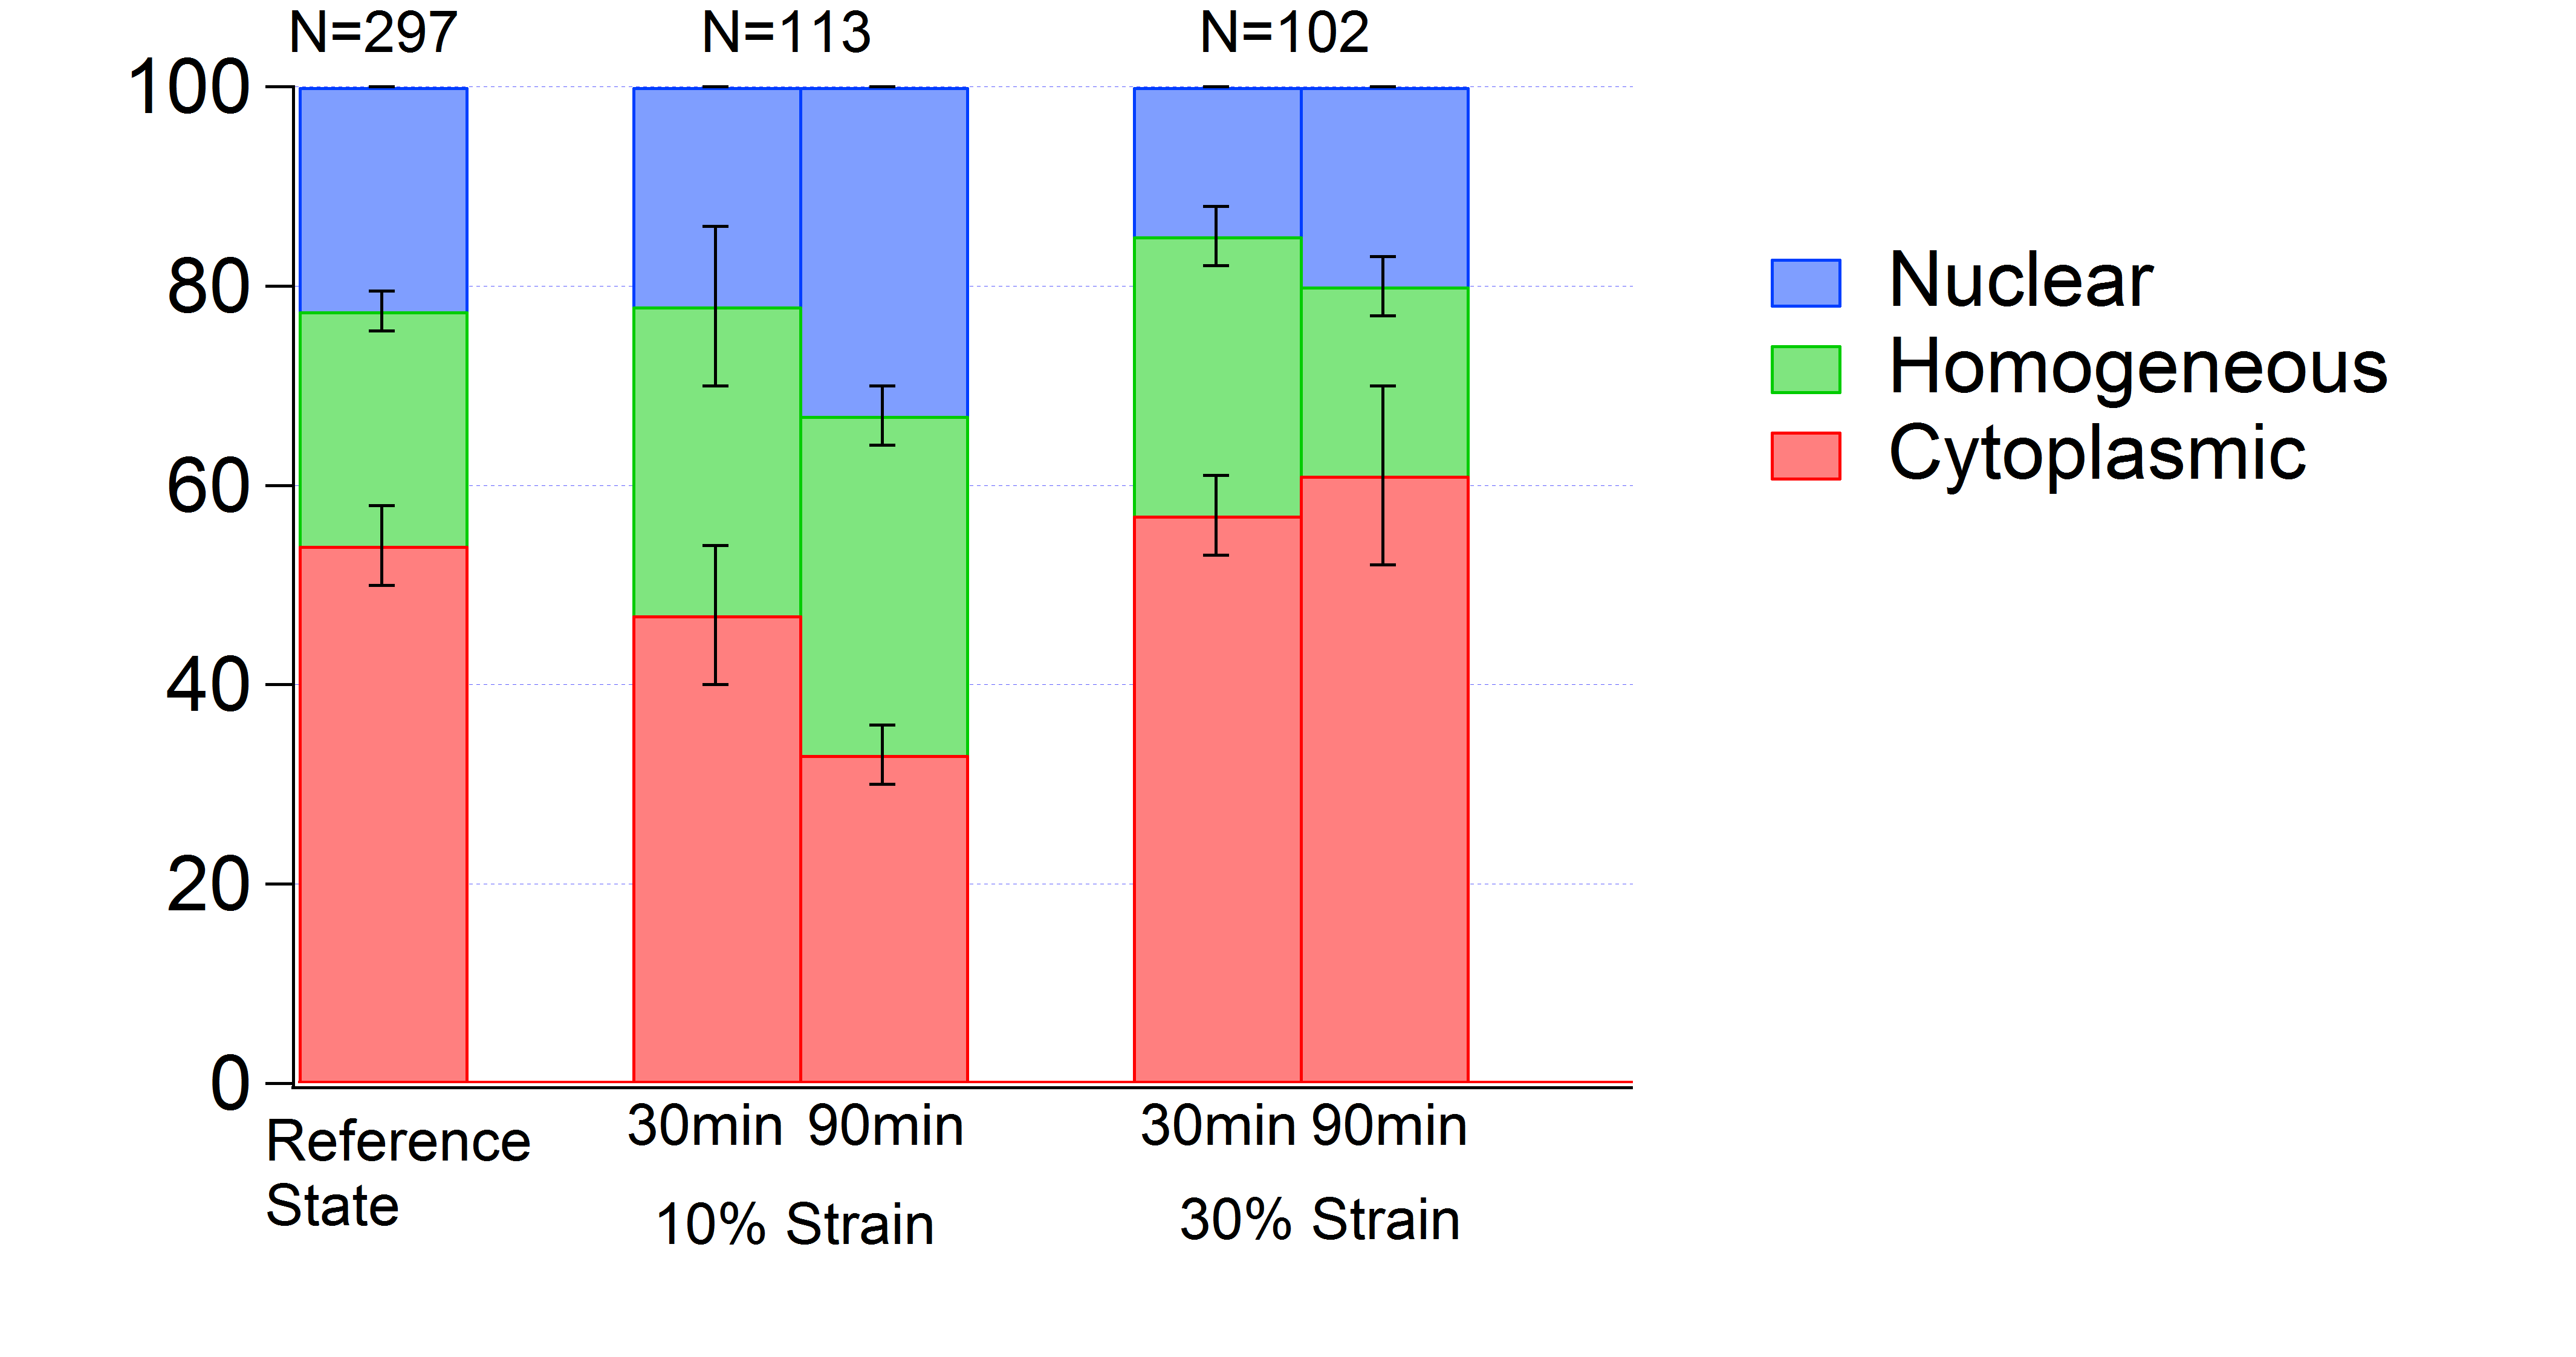 N=297
N=113
N=102
100
80
60
40
20
0
Nuclear
Homogeneous
Cytoplasmic
30min 90min
30min 90min
Reference
State
10% Strain
30% Strain